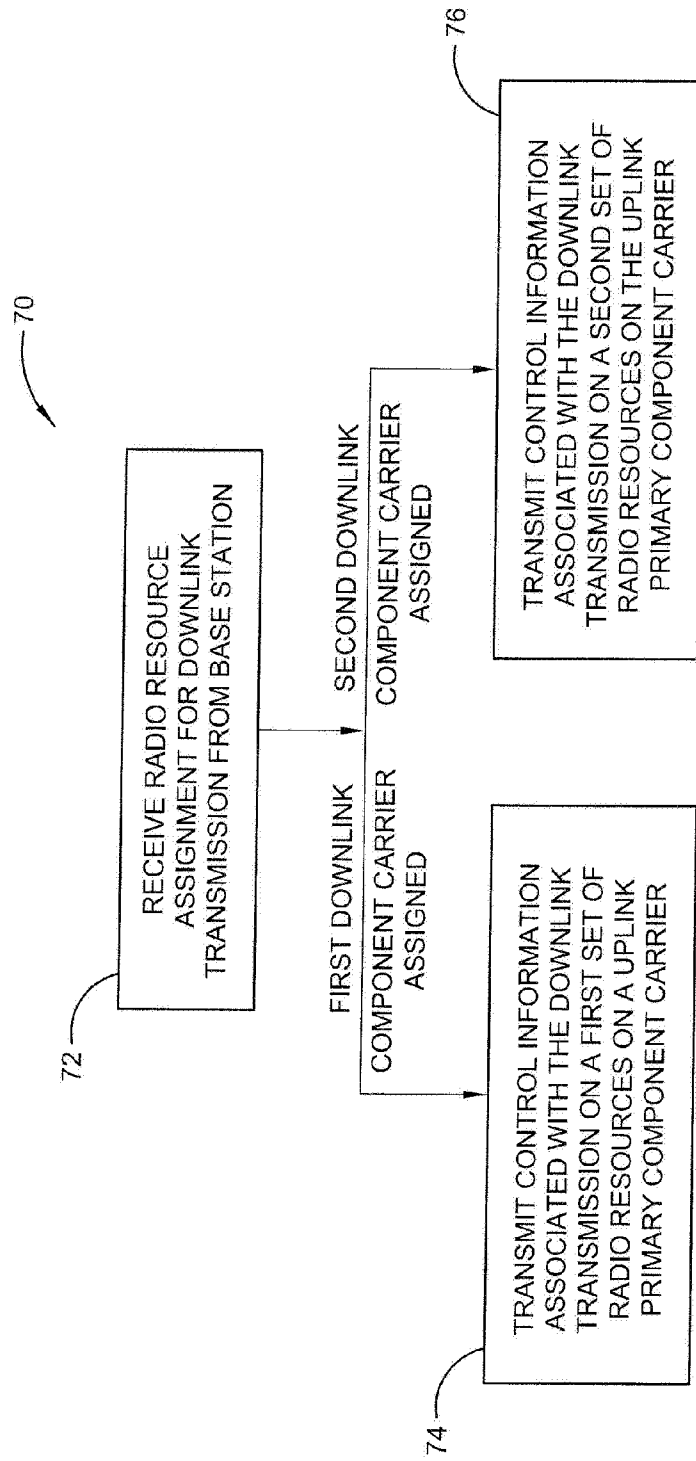 70
72
RECEIVE RADIO RESOURCE
ASSIGNMENT FOR DOWNLINK
TRANSMISSION FROM BASE STATION
FIRST DOWNLINK
COMPONENT CARRIER
ASSIGNED
SECOND DOWNLINK
COMPONENT CARRIER
ASSIGNED
74
TRANSMIT CONTROL INFORMATION
ASSOCIATED WITH THE DOWNLINK
TRANSMISSION ON A FIRST SET OF
RADIO RESOURCES ON A UPLINK
PRIMARY COMPONENT CARRIER
76
TRANSMIT CONTROL INFORMATION
ASSOCIATED WITH THE DOWNLINK
TRANSMISSION ON A SECOND SET OF
RADIO RESOURCES ON THE UPLINK
PRIMARY COMPONENT CARRIER